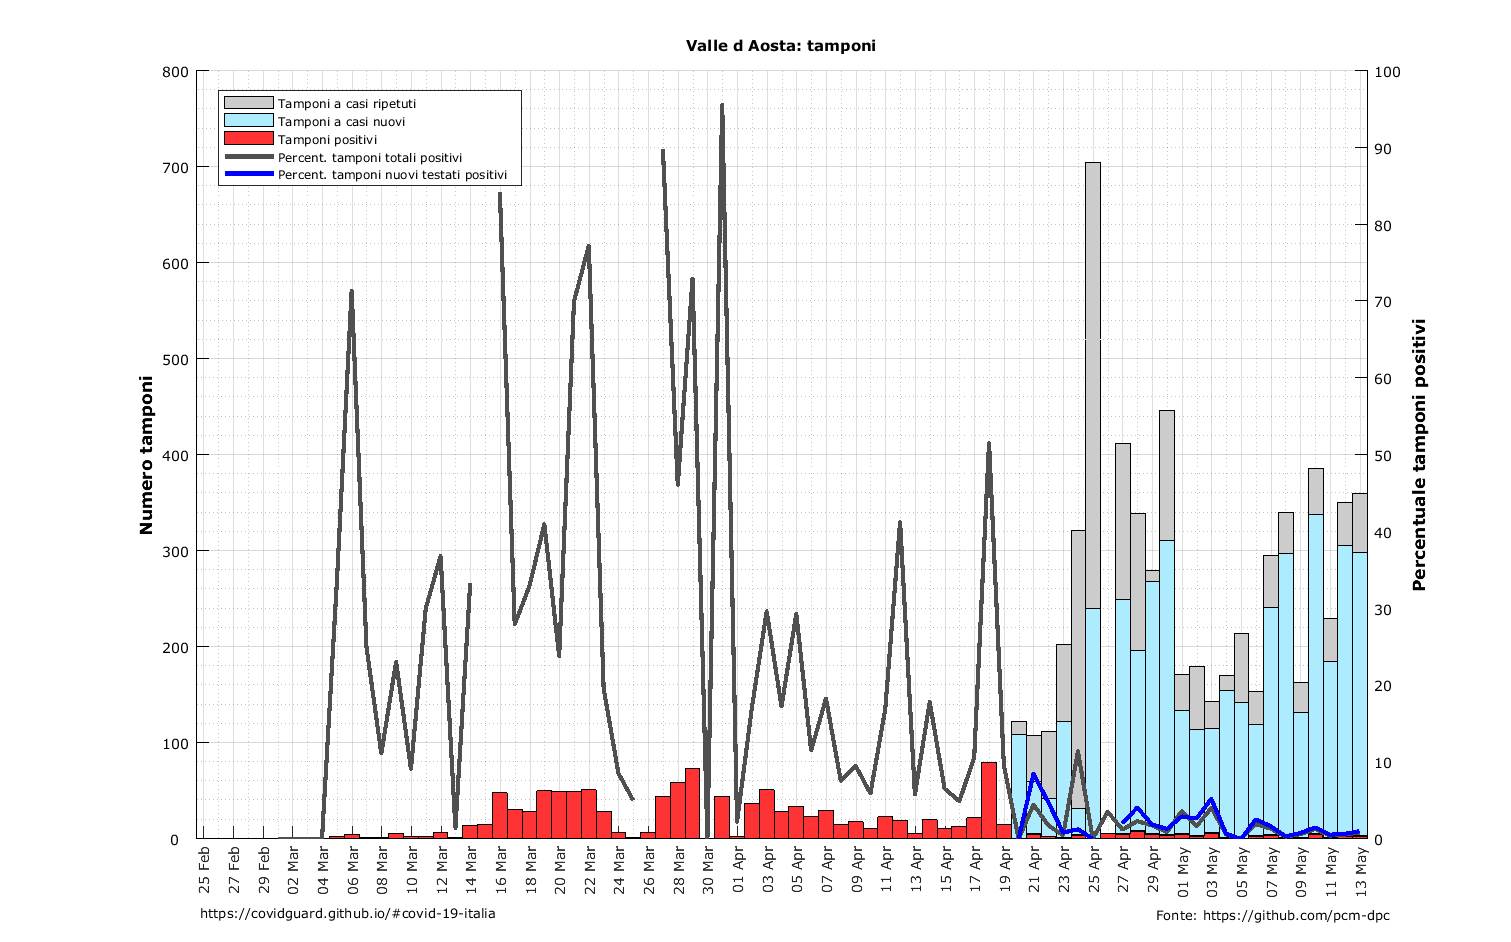 Valle d Aosta: tamponi
Tamponi a casi ripetuti
Tamponi a casi nuovi
Tamponi positivi
Percent. tamponi totali positivi
Percent. tamponi nuovi testati positivi
Numero tamponi
800
700
600
500
400
300
200
100
0
Percentuale tamponi positivi
100
90
80
70
60
50
40
30
20
10
0
25 Feb
27 Feb
29 Feb
02 Mar
04 Mar
06 Mar
08 Mar
10 Mar
12 Mar
14 Mar
16 Mar
18 Mar
20 Mar
22 Mar
24 Mar
26 Mar
28 Mar
30 Mar
01 Apr
03 Apr
05 Apr
07 Apr
09 Apr
11 Apr
13 Apr
15 Apr
17 Apr
19 Apr
21 Apr
23 Apr
25 Apr
27 Apr
29 Apr
01 May
03 May
05 May
07 May
09 May
11 May
13 May
https://covidguard.github.io/#covid-19-italia
Fonte: https://github.com/pcm-dpc